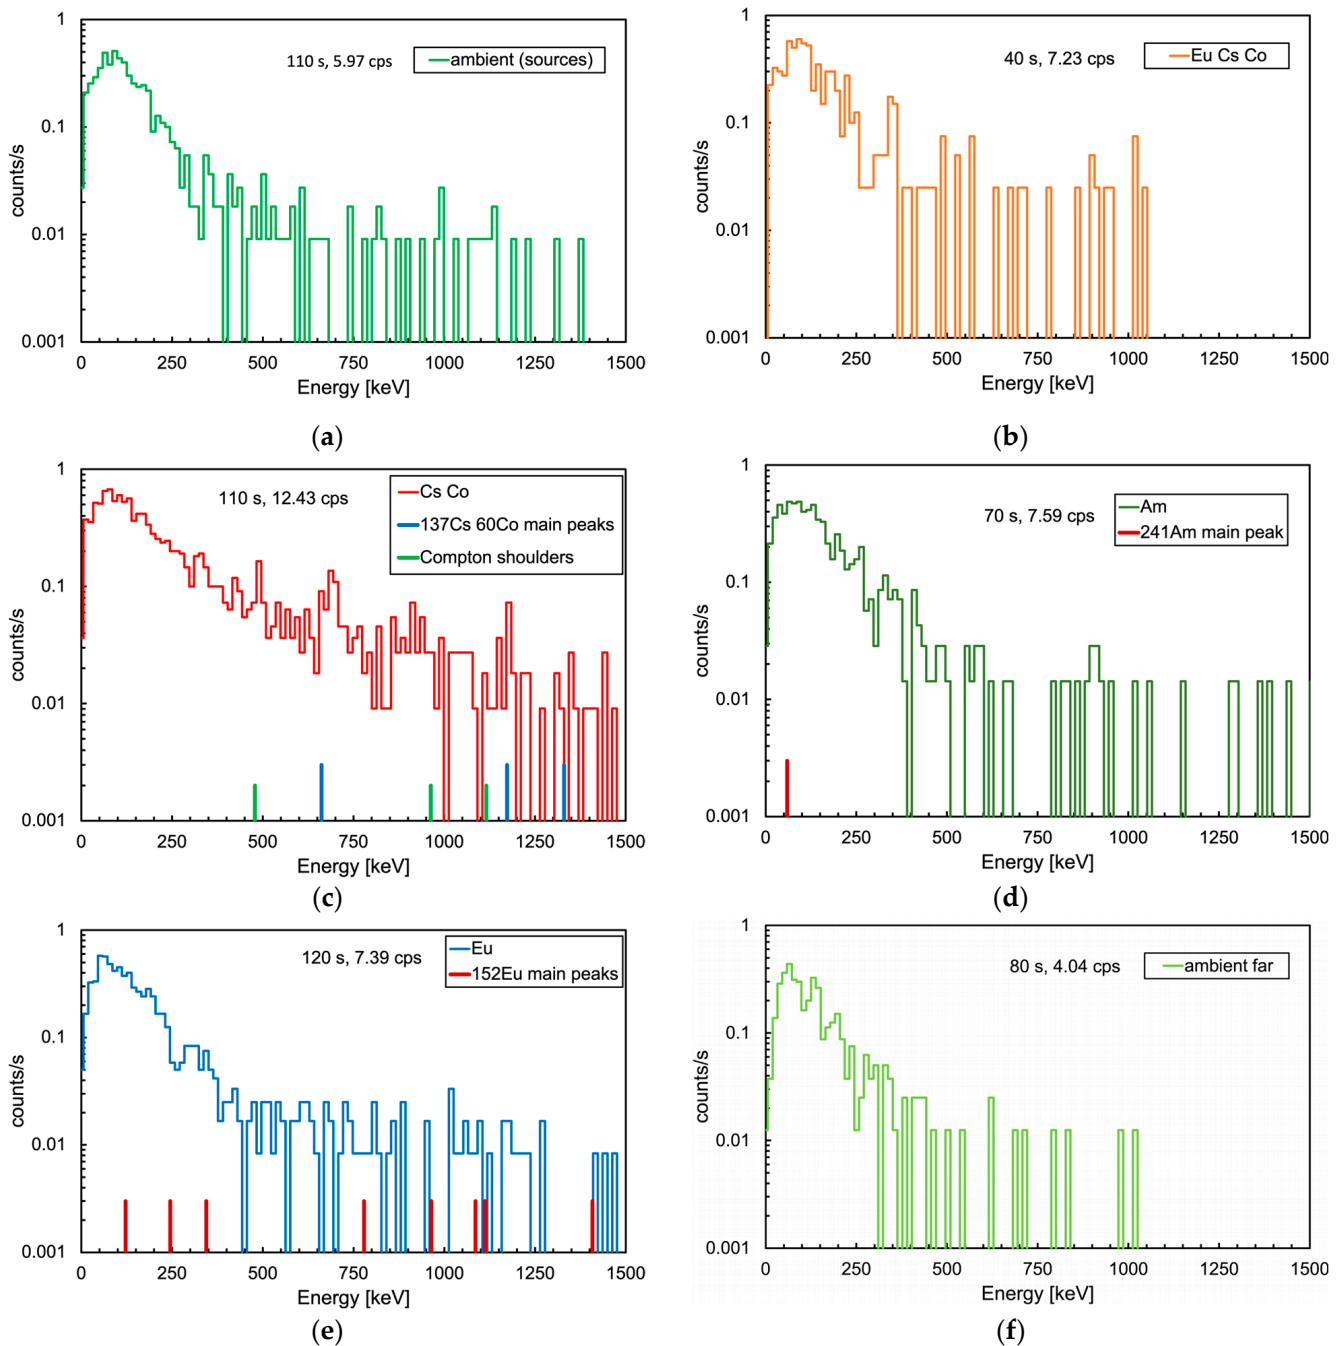 1
0.1
0.01
0.001
counts/s
110 s, 5.97 cps
ambient (sources)
0 250 500 750 1000 1250 1500
Energy [keV]
(a)
1
0.1
0.01
0.001
counts/s
40 s, 7.23 cps
Eu Cs Co
0 250 500 750 1000 1250 1500
Energy [keV]
(b)
1
0.1
0.01
0.001
counts/s
110 s, 12.43 cps
Cs Co
137Cs 60Co main peaks
Compton shoulders
0 250 500 750 1000 1250 1500
Energy [keV]
(c)
1
0.1
0.01
0.001
counts/s
70 s, 7.59 cps
Am
241Am main peak
0 250 500 750 1000 1250 1500
Energy [keV]
(d)
1
0.1
0.01
0.001
counts/s
120 s, 7.39 cps
Eu
152Eu main peaks
0 250 500 750 1000 1250 1500
Energy [keV]
(e)
1
0.1
0.01
0.001
counts/s
80 s, 4.04 cps
ambient far
0 250 500 750 1000 1250 1500
Energy [keV]
(f)